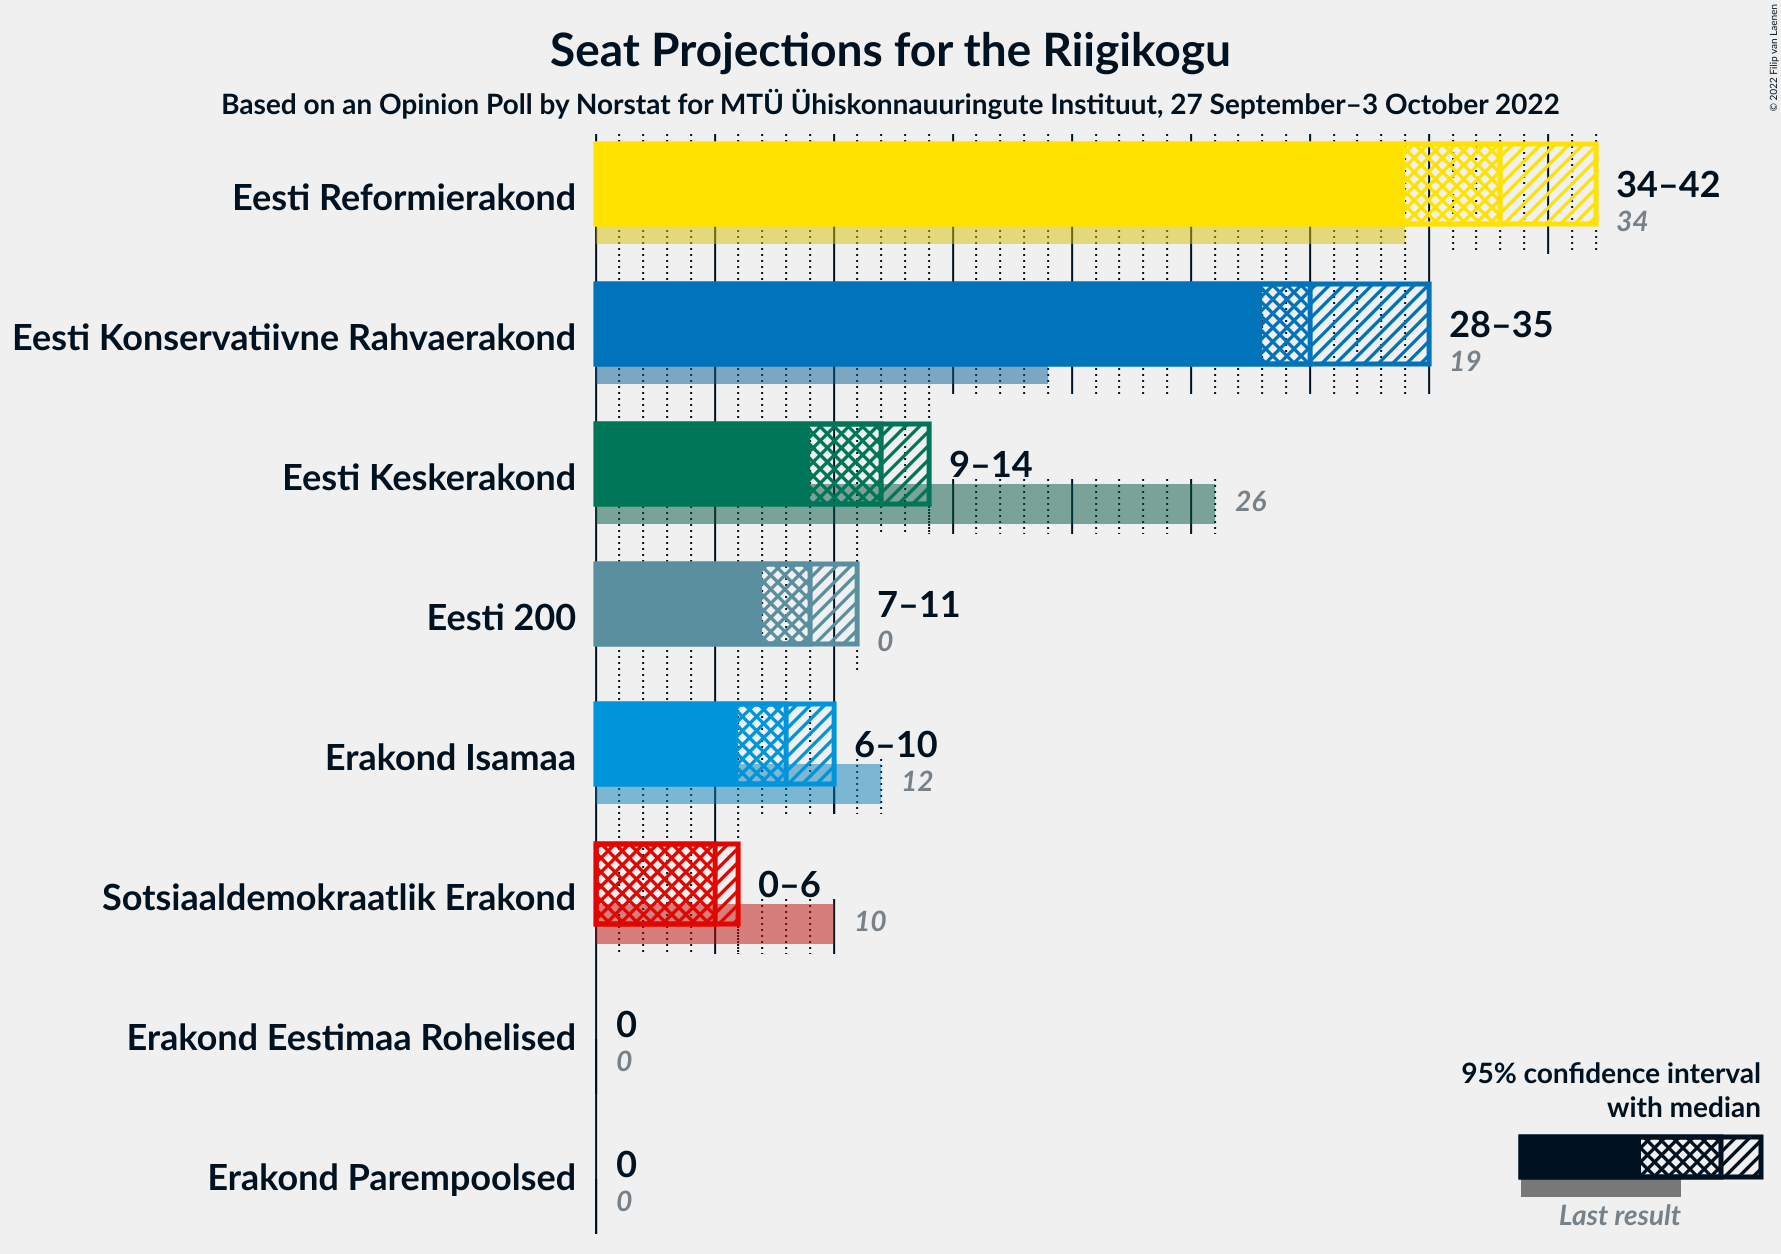 Seat Projections for the Riigikogu
Based on an Opinion Poll by Norstat for MTÜ Ühiskonnauuringute Instituut, 27 September–3 October 2022
© 2022 Filip van Laenen
Eesti Reformierakond
34–42
34
Eesti Konservatiivne Rahvaerakond
28–35
19
Eesti Keskerakond
9–14
26
Eesti 200
7–11
0
Erakond Isamaa
6–10
12
Sotsiaaldemokraatlik Erakond
0–6
10
Erakond Eestimaa Rohelised
0
0
Erakond Parempoolsed
0
0
95% confidence interval
with median
Last result